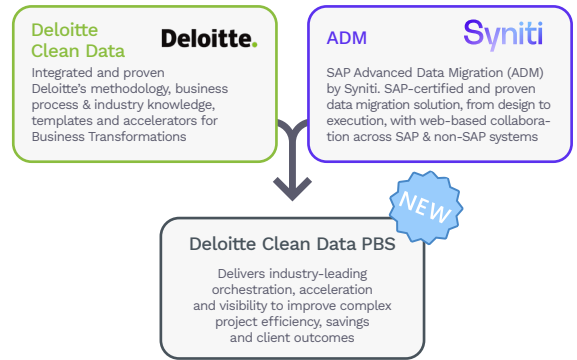 Deloitte
Clean Data
Deloitte.
Integrated and proven
Deloitte's methodology, business
process & industry knowledge,
templates and accelerators for
Business Transformations
ADM
Syniti
SAP Advanced Data Migration (ADM)
by Syniti. SAP-certified and proven
data migration solution, from design to
execution, with web-based collabora-
tion across SAP & non-SAP systems
NEW
Deloitte Clean Data PBS
Delivers industry-leading
orchestration, acceleration
and visibility to improve complex
project efficiency, savings
and client outcomes